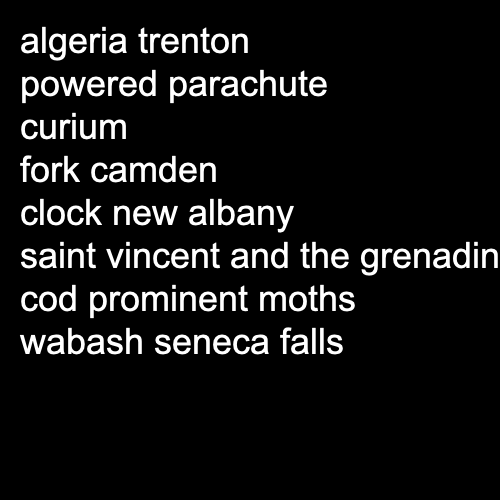 algeria trenton
powered parachute
curium
fork camden
clock new albany
saint vincent and the grenadin
cod prominent moths
wabash seneca falls